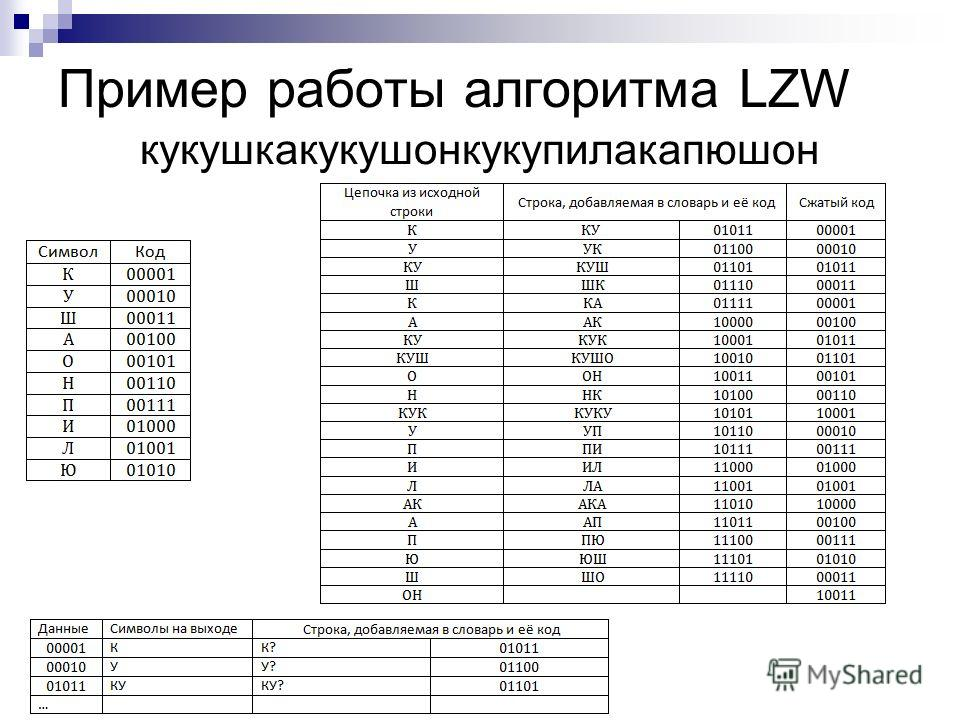 Пример работы алгоритма LZW
кукушкакукушонкукупилакапюшон
Символ Код
К 00001
У 00010
Ш 00011
А 00100
О 00101
Н 00110
П 00111
И 01000
Л 01001
Ю 01010
Цепочка из исходной
строки
Строка, добавляемая в словарь и её код
Сжатый код
К КУ 01011 00001
У УК 01100 00010
КУ КУШ 01101 01011
Ш ШК 01110 00011
К КА 01111 00001
А АК 10000 00100
КУ КУК 10001 01011
КУШ КУШО 10010 01101
О ОН 10011 00101
Н НК 10100 00110
КУК КУКУ 10101 10001
У УП 10110 00010
П ПИ 10111 00111
И ИЛ 11000 01000
Л ЛА 11001 01001
АК АКА 11010 10000
А АП 11011 00100
П ПЮ 11100 00111
Ю ЮШ 11101 01010
Ш ШО 11110 00011
ОН 10011
Данные Символы на выходе Строка, добавляемая в словарь и её код
00001 К К? 01011
00010 У У? 01100
01011 КУ КУ? 01101
...
MyShared